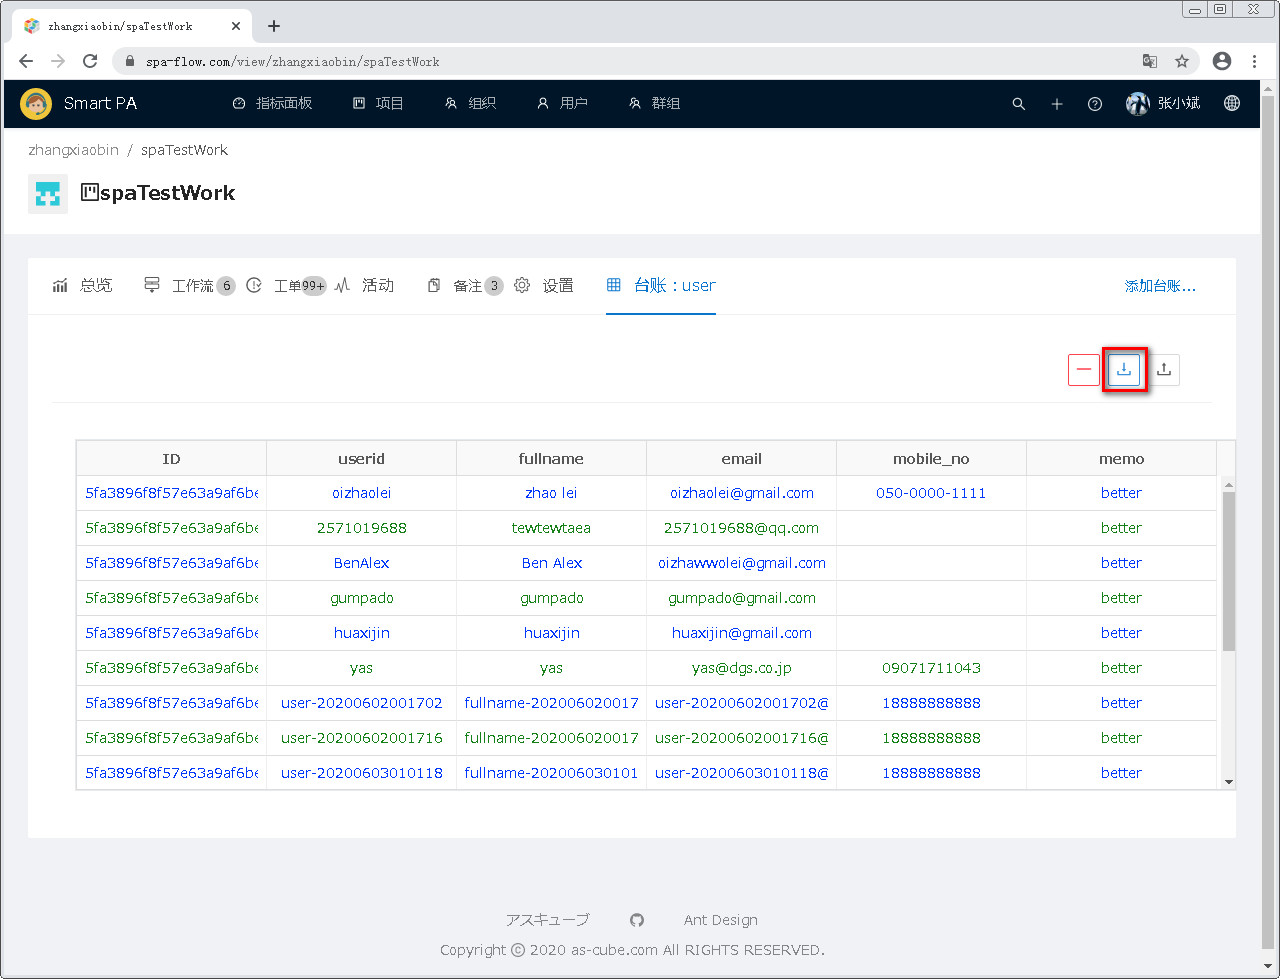 zhangxiaobin/spaTestWork
spa-flow.com/view/zhangxiaobin/spaTestWork
Smart PA 指标面板 项目 组织 用户 群组 张小斌
zhangxiaobin / spaTestWork
spaTestWork
总览 工作流 6 工单 99+ 活动 备注 3 设置 台账：user 添加台账...
ID userid fullname email mobile_no memo
5fa3896f8f57e63a9af6be oizhaolei zhao lei oizhaolei@gmail.com 050-0000-1111 better
5fa3896f8f57e63a9af6be 2571019688 tewtewtaea 2571019688@qq.com better
5fa3896f8f57e63a9af6be BenAlex Ben Alex oizhawwolei@gmail.com better
5fa3896f8f57e63a9af6be gumpado gumpado gumpado@gmail.com better
5fa3896f8f57e63a9af6be huaxijin huaxijin huaxijin@gmail.com better
5fa3896f8f57e63a9af6be yas yas yas@dgs.co.jp 09071711043 better
5fa3896f8f57e63a9af6be user-20200602001702 fullname-202006020017 user-20200602001702@ 18888888888 better
5fa3896f8f57e63a9af6be user-20200602001716 fullname-202006020017 user-20200602001716@ 18888888888 better
5fa3896f8f57e63a9af6be user-20200603010118 fullname-202006030101 user-20200603010118@ 18888888888 better
アスキューブ Ant Design
Copyright © 2020 as-cube.com All RIGHTS RESERVED.